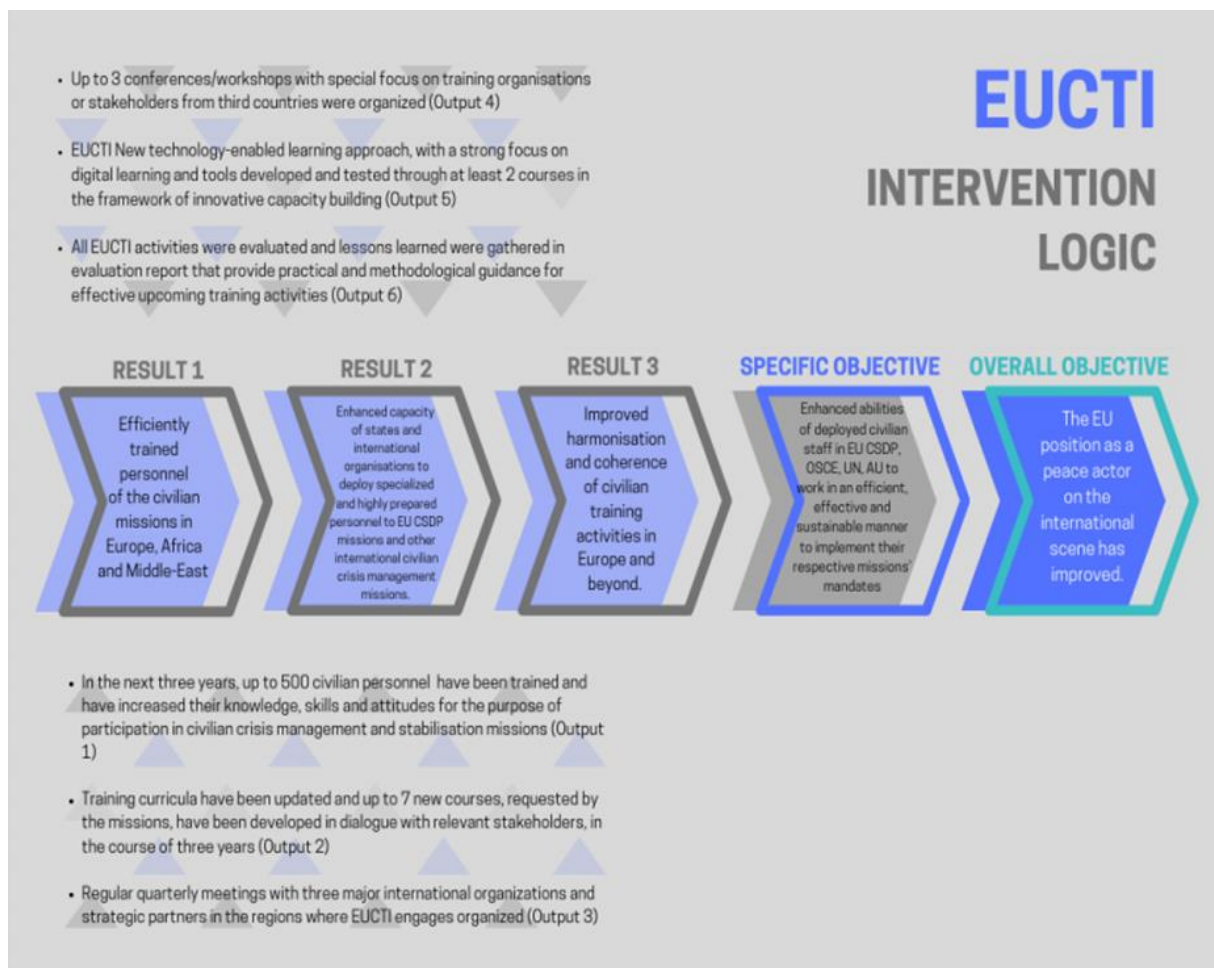 • Up to 3 conferences/workshops with special focus on training organisations
or stakeholders from third countries were organized (Output 4)
• EUCTI New technology-enabled learning approach, with a strong focus on
digital learning and tools developed and tested through at least 2 courses in
the framework of innovative capacity building (Output 5)
• All EUCTI activities were evaluated and lessons learned were gathered in
evaluation report that provide practical and methodological guidance for
effective upcoming training activities (Output 6)
EUCTI
INTERVENTION
LOGIC
RESULT 1
Efficiently
trained
personnel
of the civilian
missions in
Europe, Africa
and Middle-East
RESULT 2
Enhanced capacity
of states and
international
organisations to
deploy specialized
and highly prepared
personnel to EU CSDP
missions and other
international civilian
crisis management
missions.
RESULT 3
Improved
harmonisation
and coherence
of civilian
training
activities in
Europe and
beyond.
SPECIFIC OBJECTIVE
Enhanced abilities
of deployed civilian
staff in EU CSDP,
OSCE, UN, AU to
work in an efficient,
effective and
sustainable manner
to implement their
respective missions'
mandates
OVERALL OBJECTIVE
The EU
position as a
peace actor
on the
international
scene has
improved.
• In the next three years, up to 500 civilian personnel have been trained and
have increased their knowledge, skills and attitudes for the purpose of
participation in civilian crisis management and stabilisation missions (Output
1)
• Training curricula have been updated and up to 7 new courses, requested by
the missions, have been developed in dialogue with relevant stakeholders, in
the course of three years (Output 2)
• Regular quarterly meetings with three major international organizations and
strategic partners in the regions where EUCTI engages organized (Output 3)